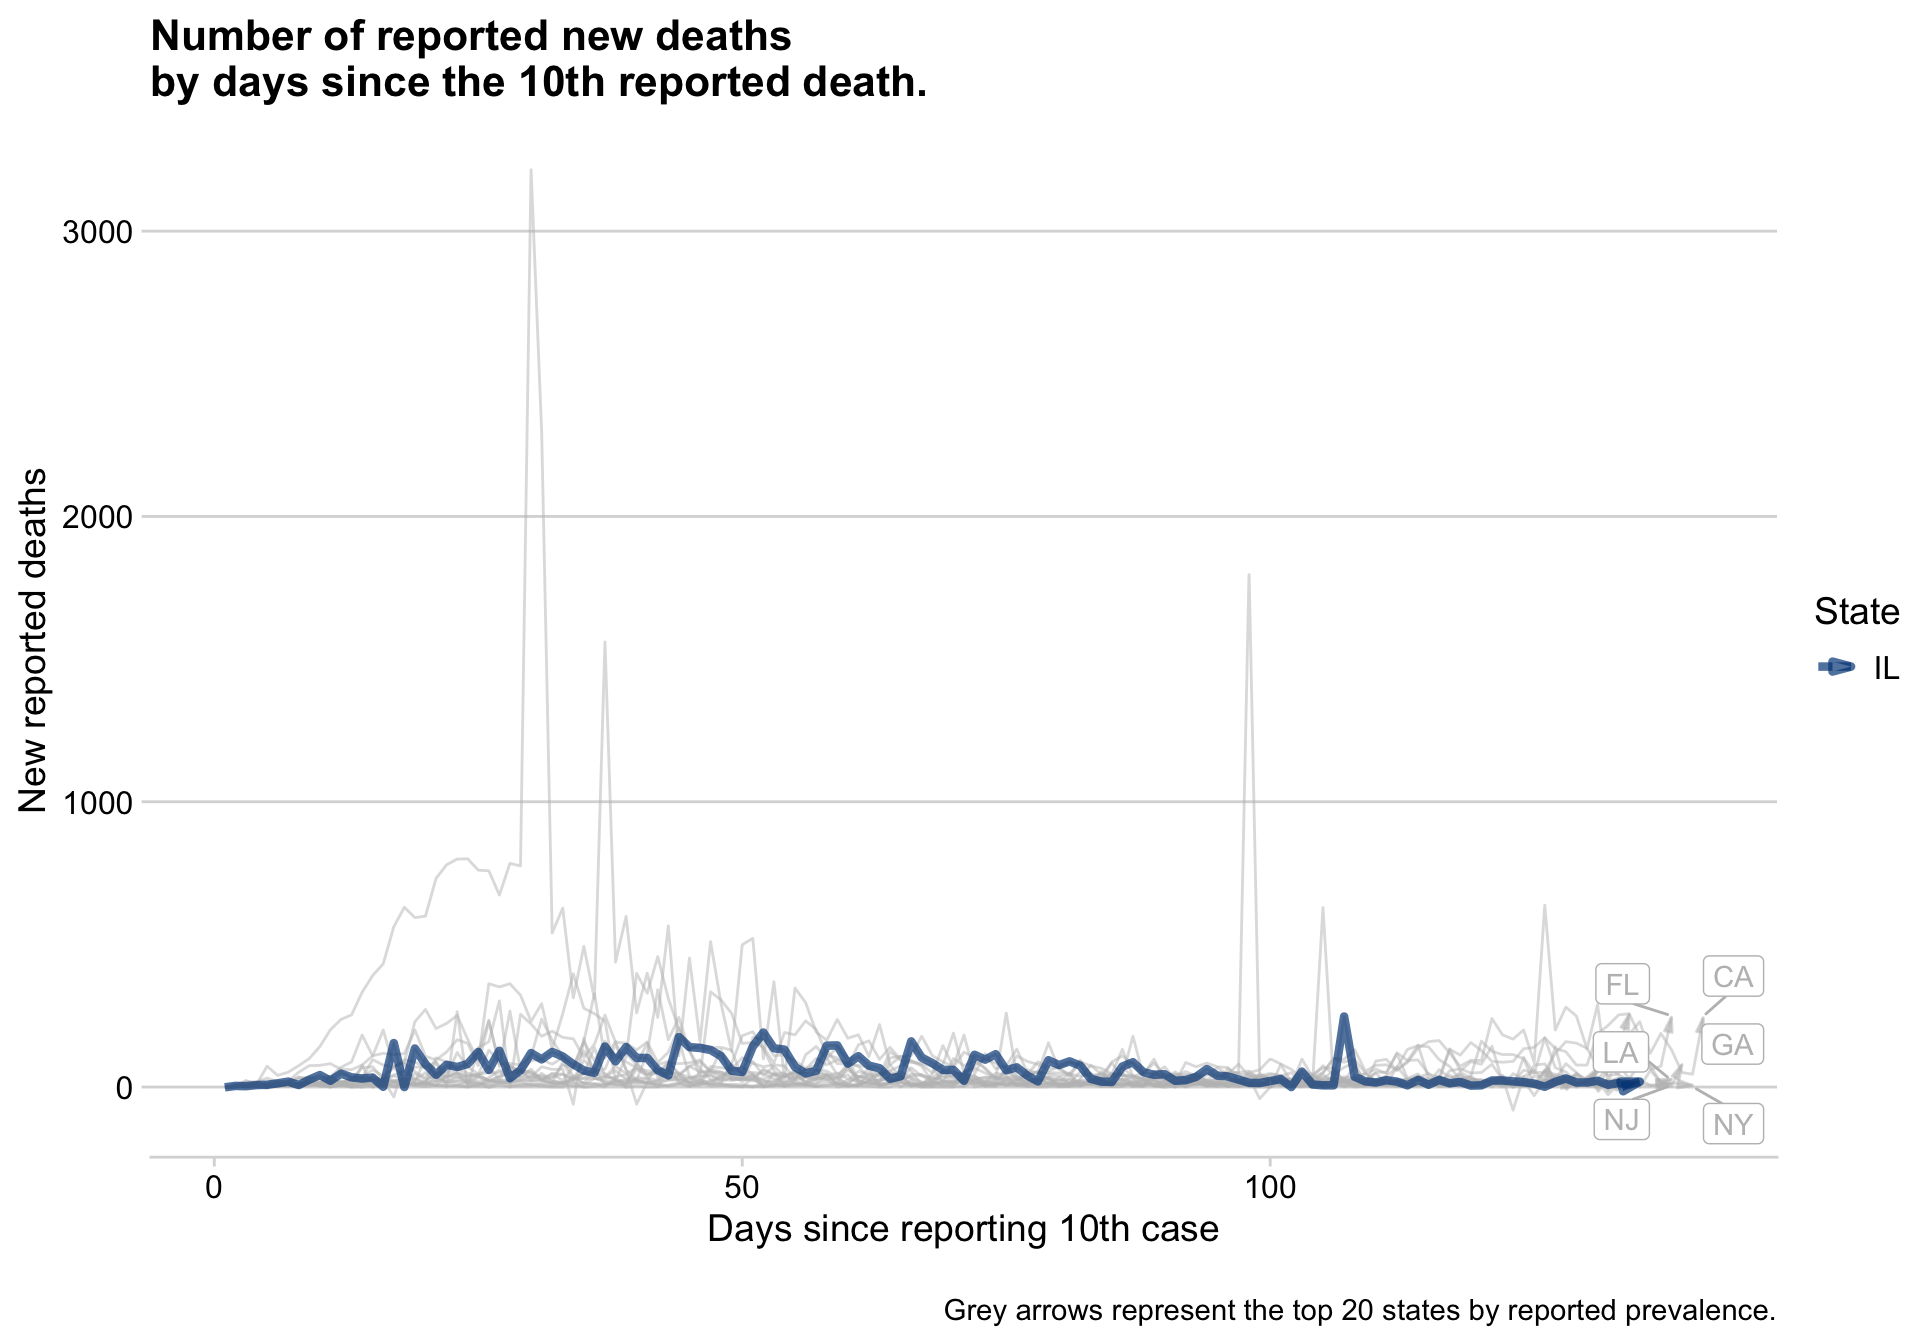 Number of reported new deaths
by days since the 10th reported death.
New reported deaths
3000
2000
1000
0
0
50
100
Days since reporting 10th case
FL
CA
LA
GA
NJ
NY
State
IL
Grey arrows represent the top 20 states by reported prevalence.